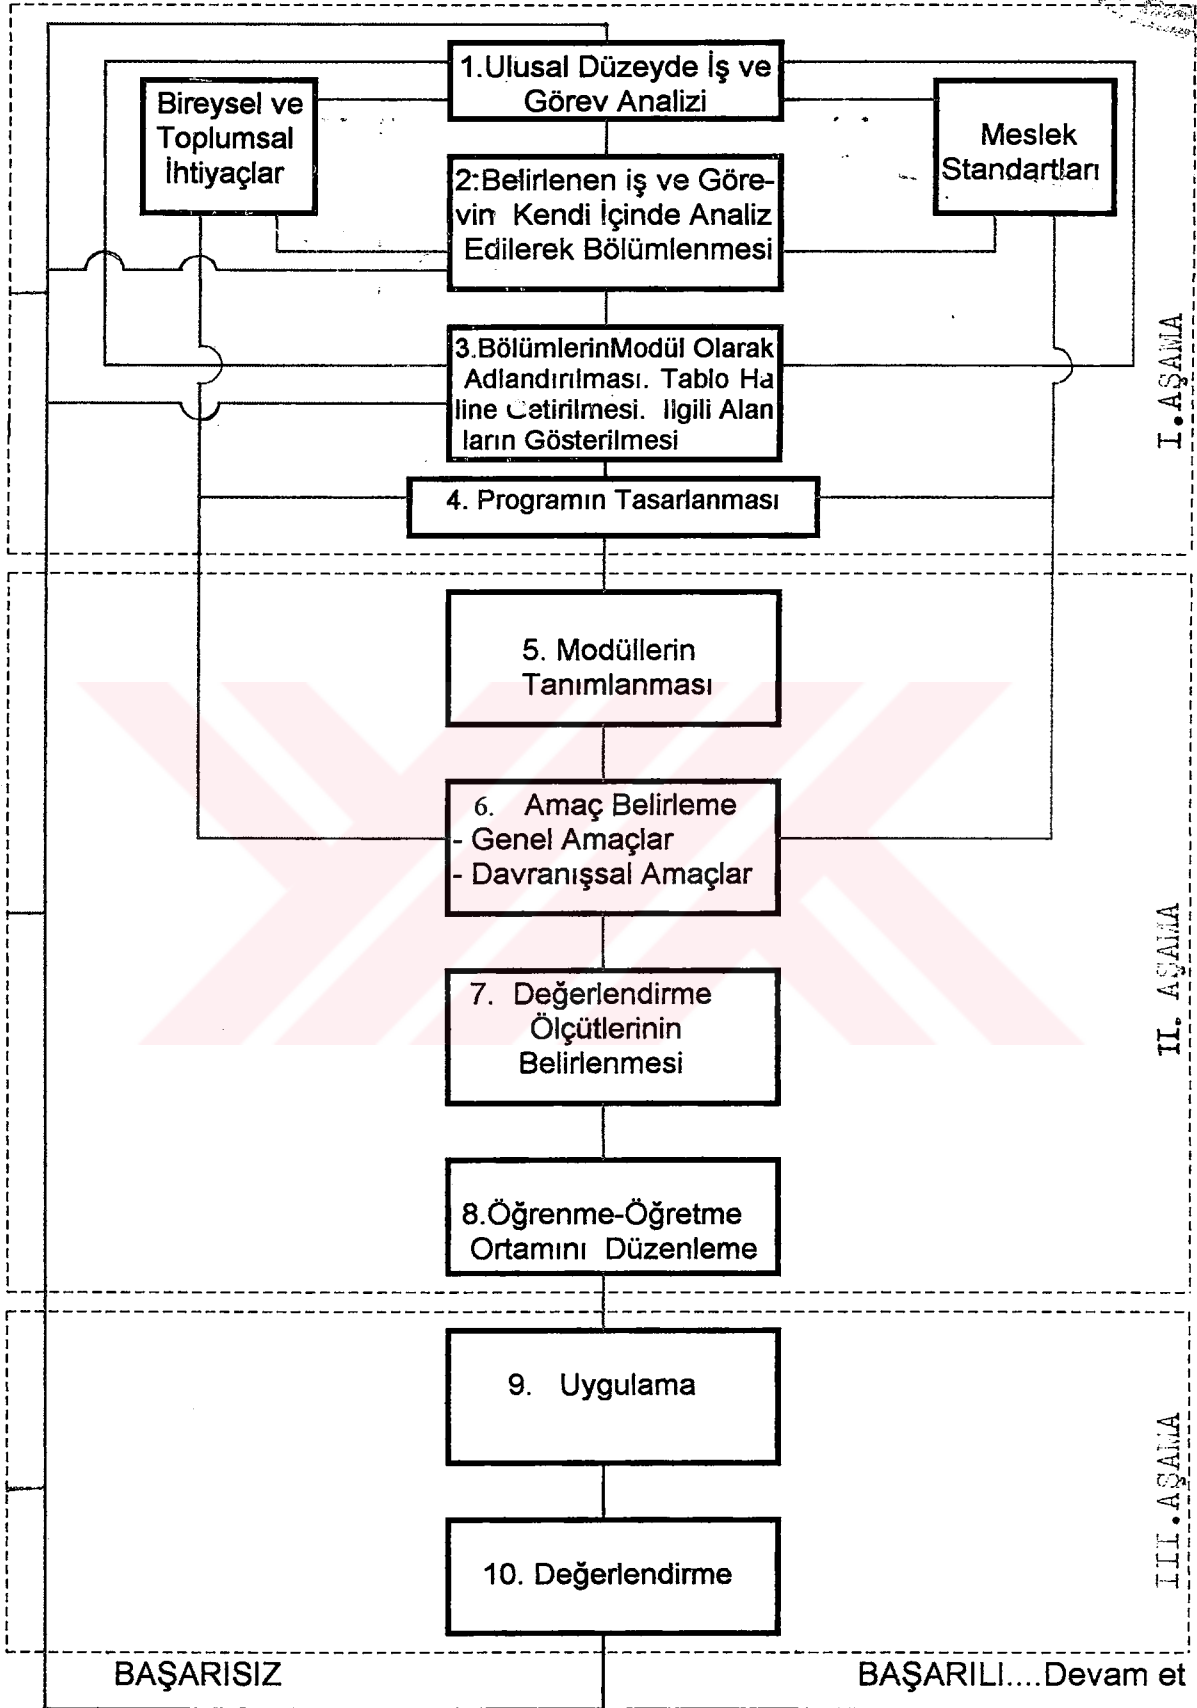 1.Ulusal Düzeyde İş ve
Görev Analizi
Bireysel ve
Toplumsal
İhtiyaçlar
Meslek
Standartları
2:Belirlenen iş ve Göre-
vin Kendi İçinde Analiz
Edilerek Bölümlenmesi
3.BölümlerinModül Olarak
Adlandırılması. Tablo Ha
line Getirilmesi. Ilgili Alan
ların Gösterilmesi
4. Programın Tasarlanması
I.AŞAMA
5. Modüllerin
Tanımlanması
6. Amaç Belirleme
- Genel Amaçlar
- Davranışsal Amaçlar
7. Değerlendirme
Ölçütlerinin
Belirlenmesi
8.Öğrenme-Öğretme
Ortamını Düzenleme
II. AŞAMA
9. Uygulama
10. Değerlendirme
III.AŞAMA
BAŞARISIZ
BAŞARILI....Devam et